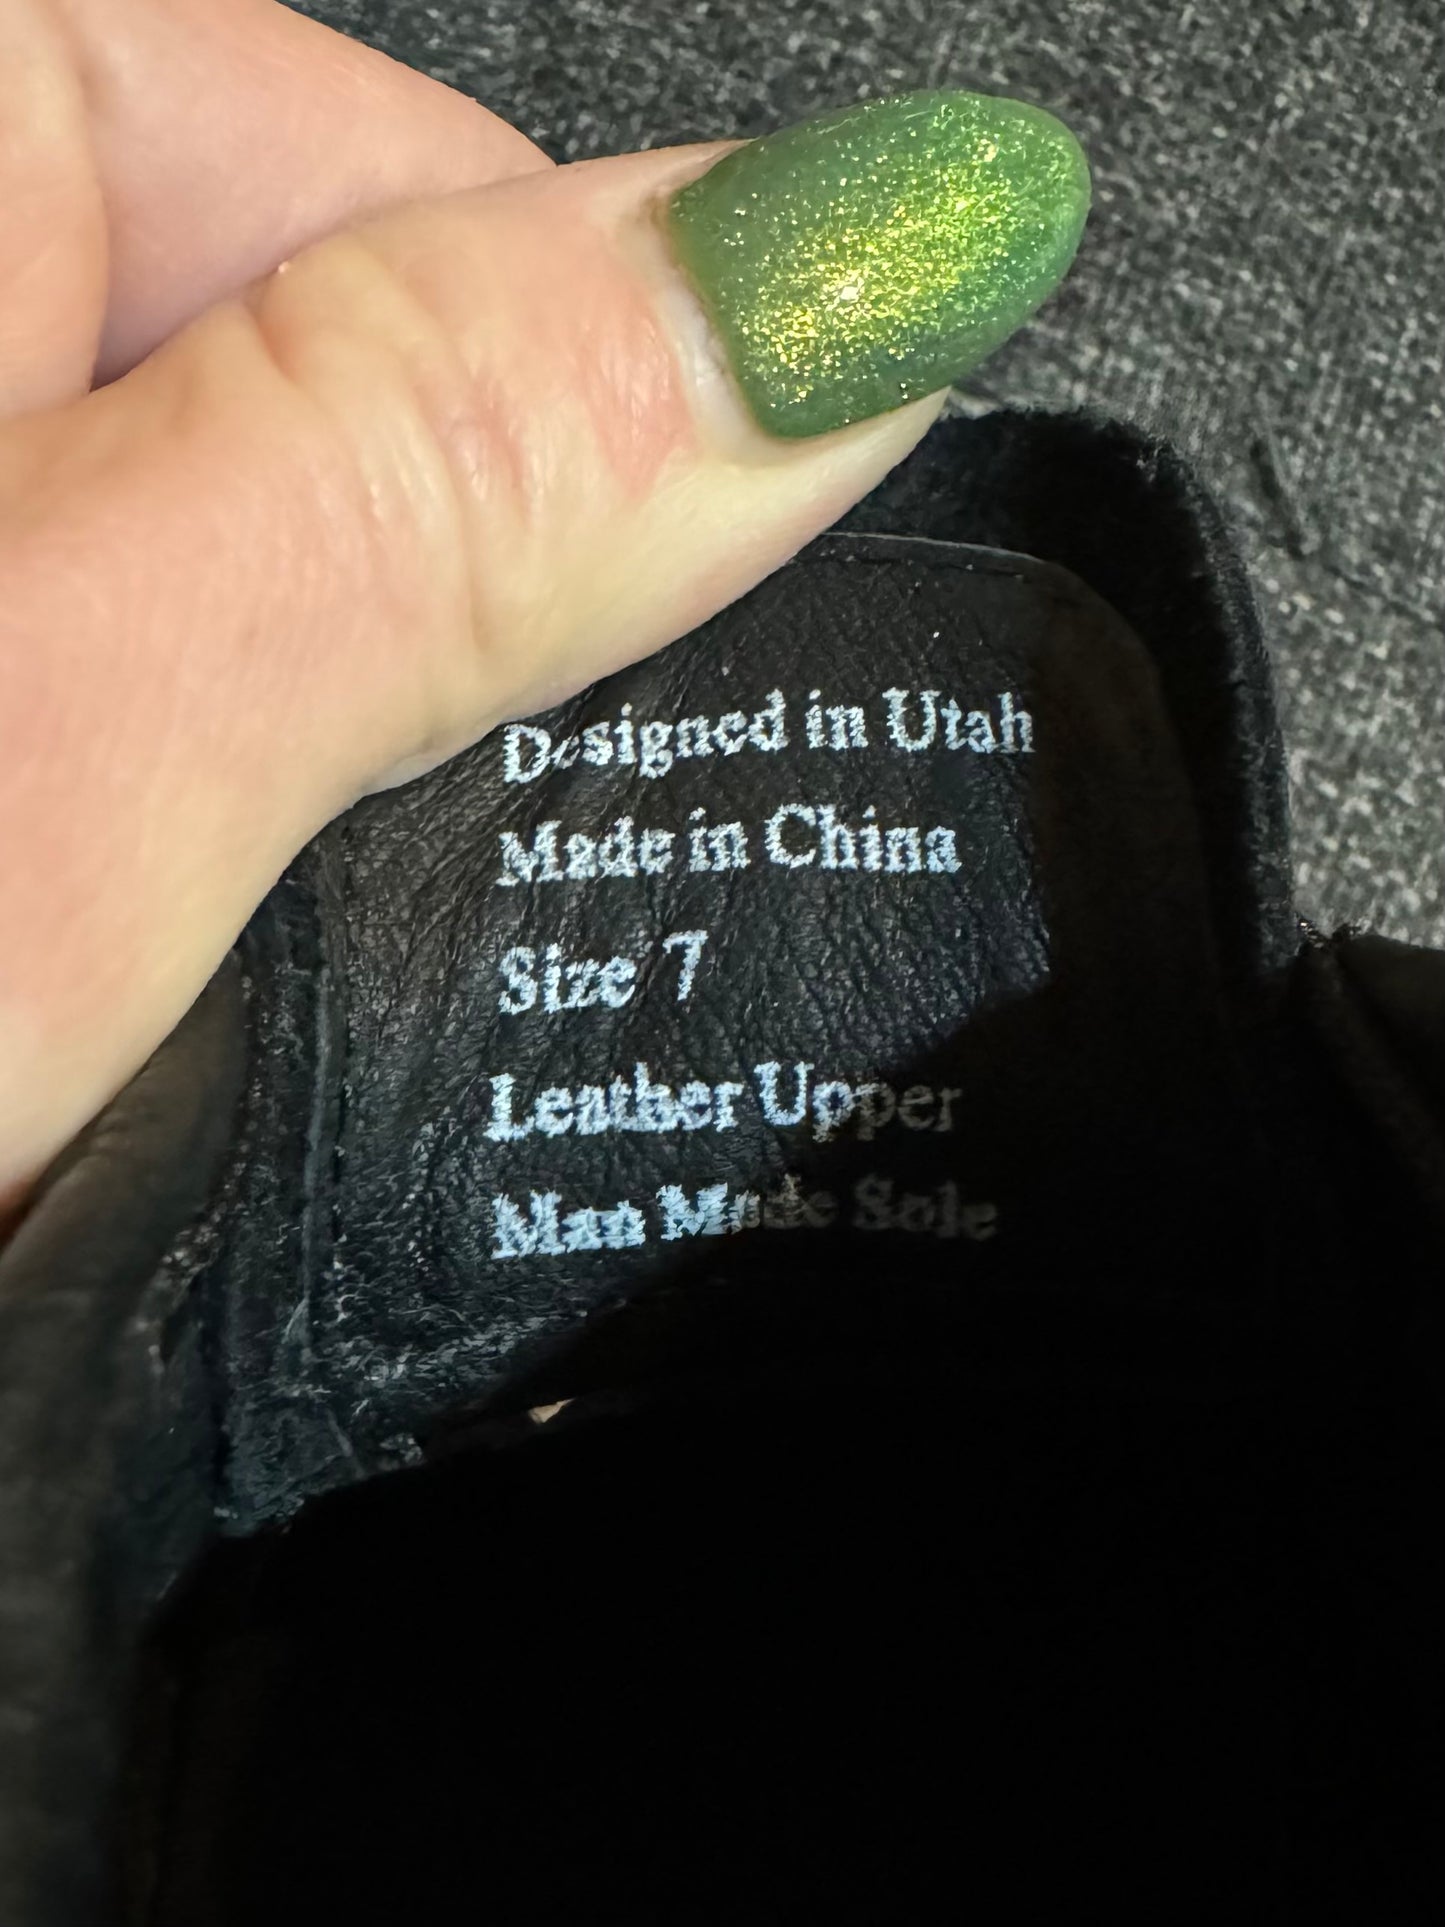 Designed in Utah
Made in China
Size 7
Leather Upper
Man Made Sole